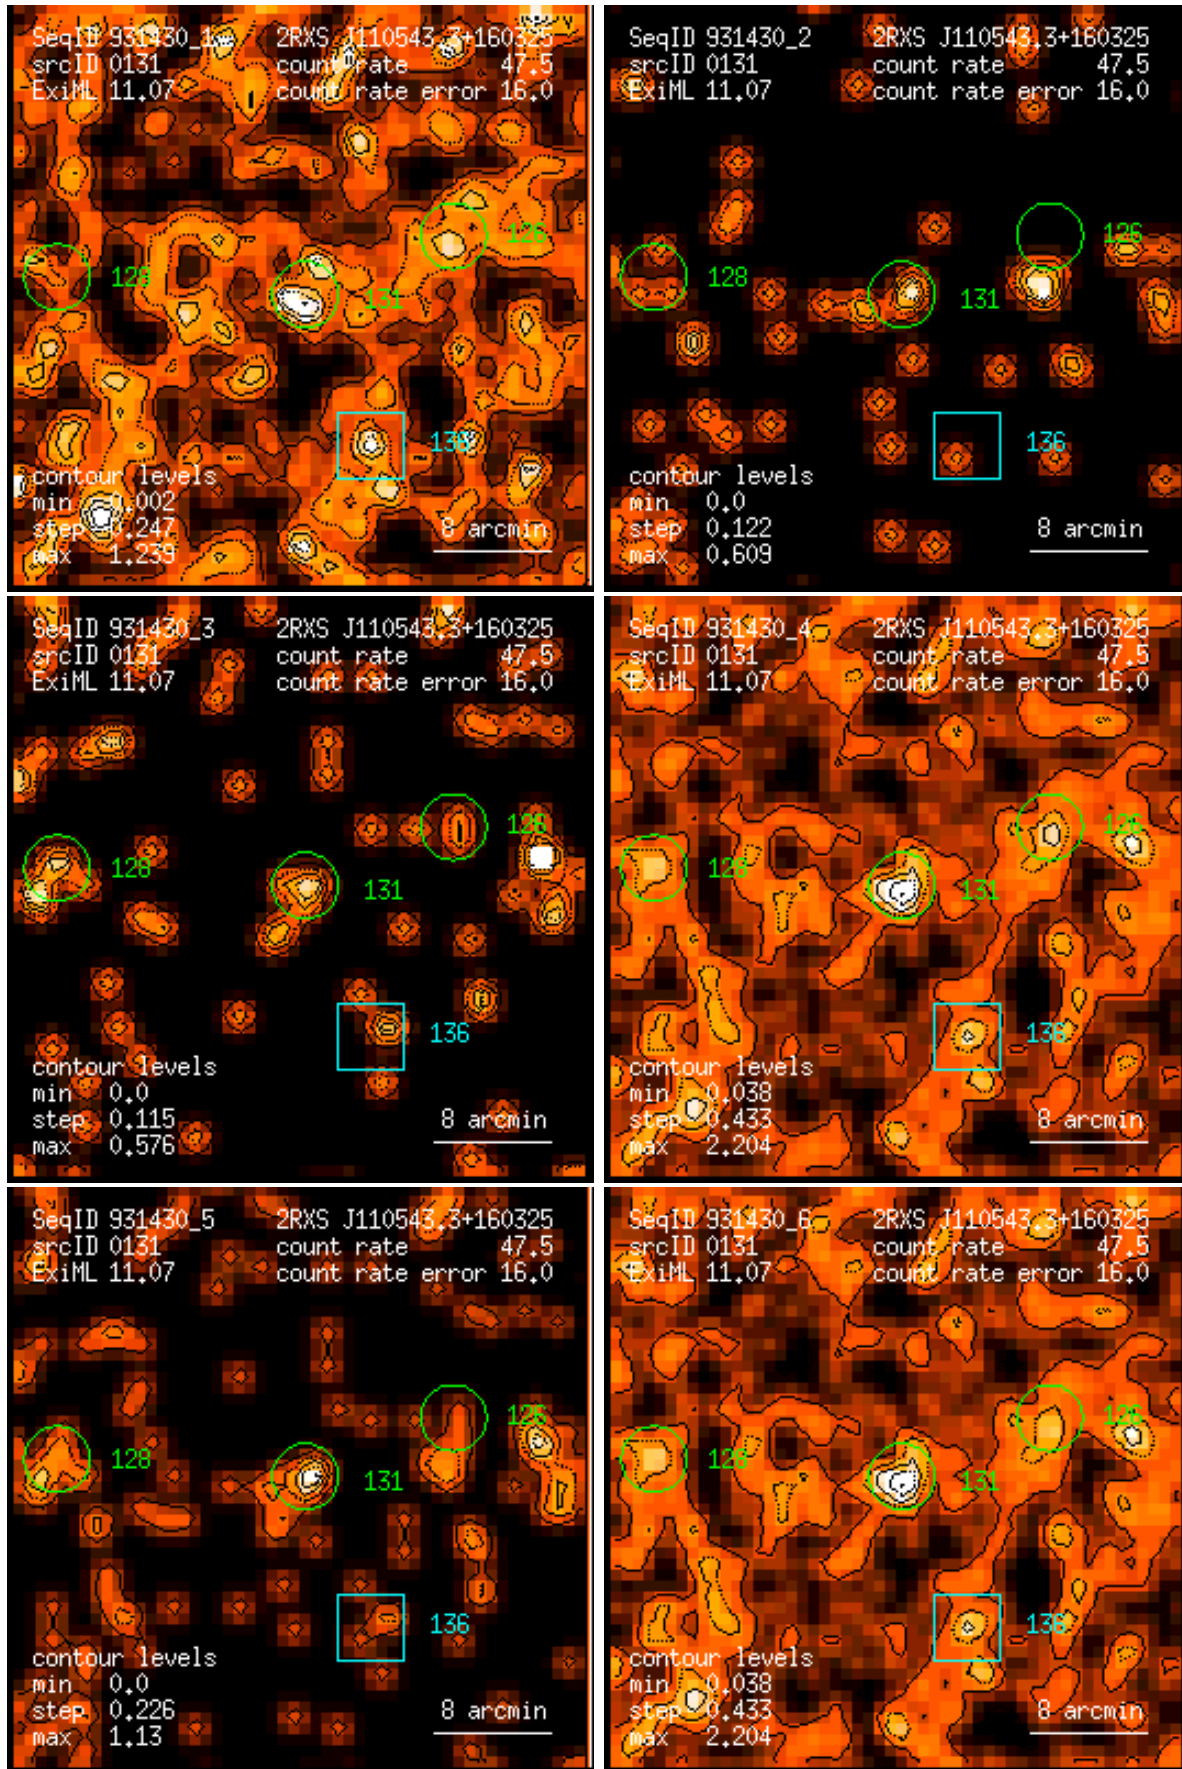 SeqID 931430_1 2RXS J110543.3+160325
srcID 0131 count rate 47.5
ExiML 11.07 count rate error 16.0
126
128
131
136
contour levels
min 0.002
step 0.247 8 arcmin
max 1.239
SeqID 931430_2 2RXS J110543.3+160325
srcID 0131 count rate 47.5
ExiML 11.07 count rate error 16.0
126
128
131
136
contour levels
min 0.0
step 0.122 8 arcmin
max 0.609
SeqID 931430_3 2RXS J110543.3+160325
srcID 0131 count rate 47.5
ExiML 11.07 count rate error 16.0
126
128
131
136
contour levels
min 0.0
step 0.115 8 arcmin
max 0.576
SeqID 931430_4 2RXS J110543.3+160325
srcID 0131 count rate 47.5
ExiML 11.07 count rate error 16.0
126
128
131
136
contour levels
min 0.038
step 0.433 8 arcmin
max 2.204
SeqID 931430_5 2RXS J110543.3+160325
srcID 0131 count rate 47.5
ExiML 11.07 count rate error 16.0
126
128
131
136
contour levels
min 0.0
step 0.226 8 arcmin
max 1.13
SeqID 931430_6 2RXS J110543.3+160325
srcID 0131 count rate 47.5
ExiML 11.07 count rate error 16.0
126
128
131
136
contour levels
min 0.038
step 0.433 8 arcmin
max 2.204